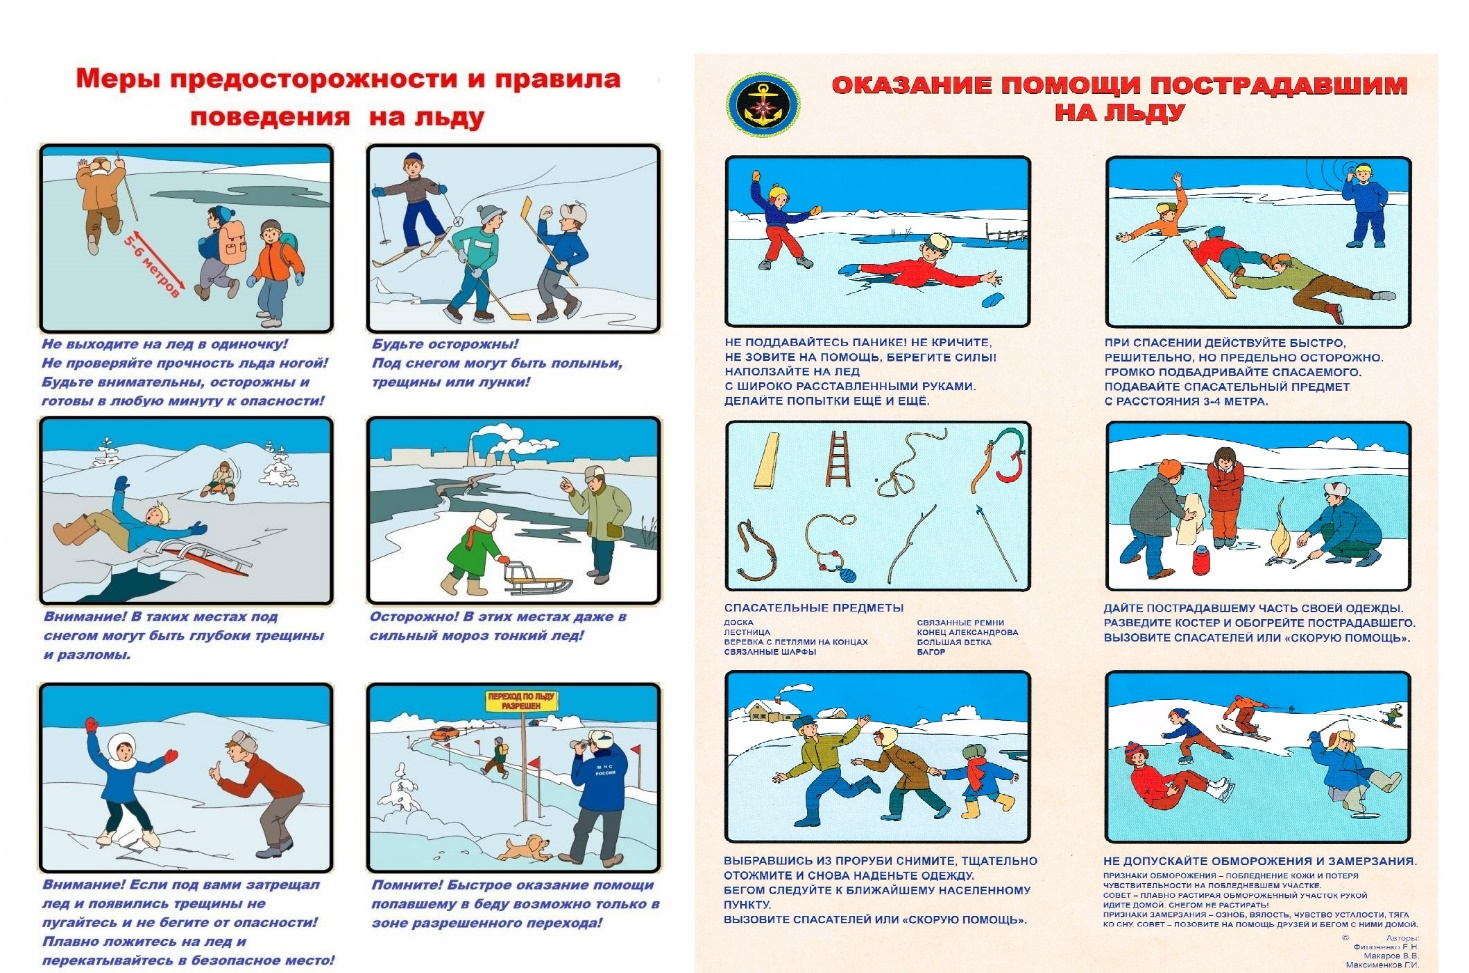 Меры предосторожности и правила
поведения на льду
5-6 метров
Не выходите на лед в одиночку!
Не проверяйте прочность льда ногой!
Будьте внимательны, осторожны и
готовы в любую минуту к опасности!
Будьте осторожны!
Под снегом могут быть полыньи,
трещины или лунки!
Внимание! В таких местах под
снегом могут быть глубоки трещины
и разломы.
Осторожно! В этих местах даже в
сильный мороз тонкий лед!
Внимание! Если под вами затрещал
лед и появились трещины не
пугайтесь и не бегите от опасности!
Плавно ложитесь на лед и
перекатывайтесь в безопасное место!
ПЕРЕХОД ПО ЛЬДУ
РАЗРЕШЕН
М Ч С
РОССИИ
Помните! Быстрое оказание помощи
попавшему в беду возможно только в
зоне разрешенного перехода!
ОКАЗАНИЕ ПОМОЩИ ПОСТРАДАВШИМ
НА ЛЬДУ
НЕ ПОДДАВАЙТЕСЬ ПАНИКЕ! НЕ КРИЧИТЕ,
НЕ ЗОВИТЕ НА ПОМОЩЬ, БЕРЕГИТЕ СИЛЫ!
НАПОЛЗАЙТЕ НА ЛЕД
С ШИРОКО РАССТАВЛЕННЫМИ РУКАМИ.
ДЕЛАЙТЕ ПОПЫТКИ ЕЩЁ И ЕЩЁ.
ПРИ СПАСЕНИИ ДЕЙСТВУЙТЕ БЫСТРО,
РЕШИТЕЛЬНО, НО ПРЕДЕЛЬНО ОСТОРОЖНО.
ГРОМКО ПОДБАДРИВАЙТЕ СПАСАЕМОГО.
ПОДАВАЙТЕ СПАСАТЕЛЬНЫЙ ПРЕДМЕТ
С РАССТОЯНИЯ 3-4 МЕТРА.
СПАСАТЕЛЬНЫЕ ПРЕДМЕТЫ
ДОСКА
ЛЕСТНИЦА
ВЕРЕВКА С ПЕТЛЯМИ НА КОНЦАХ
СВЯЗАННЫЕ ШАРФЫ
СВЯЗАННЫЕ РЕМНИ
КОНЕЦ АЛЕКСАНДРОВА
БОЛЬШАЯ ВЕТКА
БАГОР
ДАЙТЕ ПОСТРАДАВШЕМУ ЧАСТЬ СВОЕЙ ОДЕЖДЫ.
РАЗВЕДИТЕ КОСТЕР И ОБОГРЕЙТЕ ПОСТРАДАВШЕГО.
ВЫЗОВИТЕ СПАСАТЕЛЕЙ ИЛИ «СКОРУЮ ПОМОЩЬ».
ВЫБРАВШИСЬ ИЗ ПРОРУБИ СНИМИТЕ, ТЩАТЕЛЬНО
ОТОЖМИТЕ И СНОВА НАДЕНЬТЕ ОДЕЖДУ.
БЕГОМ СЛЕДУЙТЕ К БЛИЖАЙШЕМУ НАСЕЛЕННОМУ
ПУНКТУ.
ВЫЗОВИТЕ СПАСАТЕЛЕЙ ИЛИ «СКОРУЮ ПОМОЩЬ».
НЕ ДОПУСКАЙТЕ ОБМОРОЖЕНИЯ И ЗАМЕРЗАНИЯ.
ПРИЗНАКИ ОБМОРОЖЕНИЯ – ПОБЛЕДНЕНИЕ КОЖИ И ПОТЕРЯ
ЧУВСТВИТЕЛЬНОСТИ НА ПОБЛЕДНЕВШЕМ УЧАСТКЕ.
СОВЕТ – ПЛАВНО РАСТИРАЯ ОБМОРОЖЕННЫЙ УЧАСТОК РУКОЙ
ИДИТЕ ДОМОЙ. СНЕГОМ НЕ РАСТИРАТЬ!
ПРИЗНАКИ ЗАМЕРЗАНИЯ – ОЗНОБ, ВЯЛОСТЬ, ЧУВСТВО УСТАЛОСТИ, ТЯГА
КО СНУ. СОВЕТ – ПОЗОВИТЕ НА ПОМОЩЬ ДРУЗЕЙ И БЕГОМ С НИМИ ДОМОЙ.
© Авторы:
Филоненко Е.Н.
Макаров В.В.
Максименков Г.И.